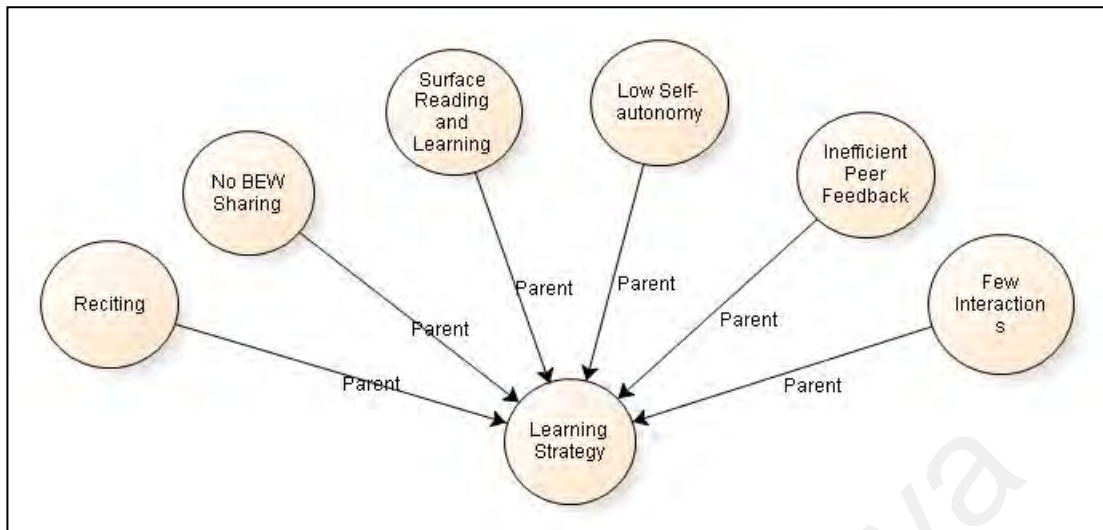 Surface
Reading
and
Learning
Low Self-
autonomy
Inefficient
Peer
Feedback
No BEW
Sharing
Reciting
Few
Interaction
s
Parent
Parent
Parent
Parent
Parent
Parent
Learning
Strategy